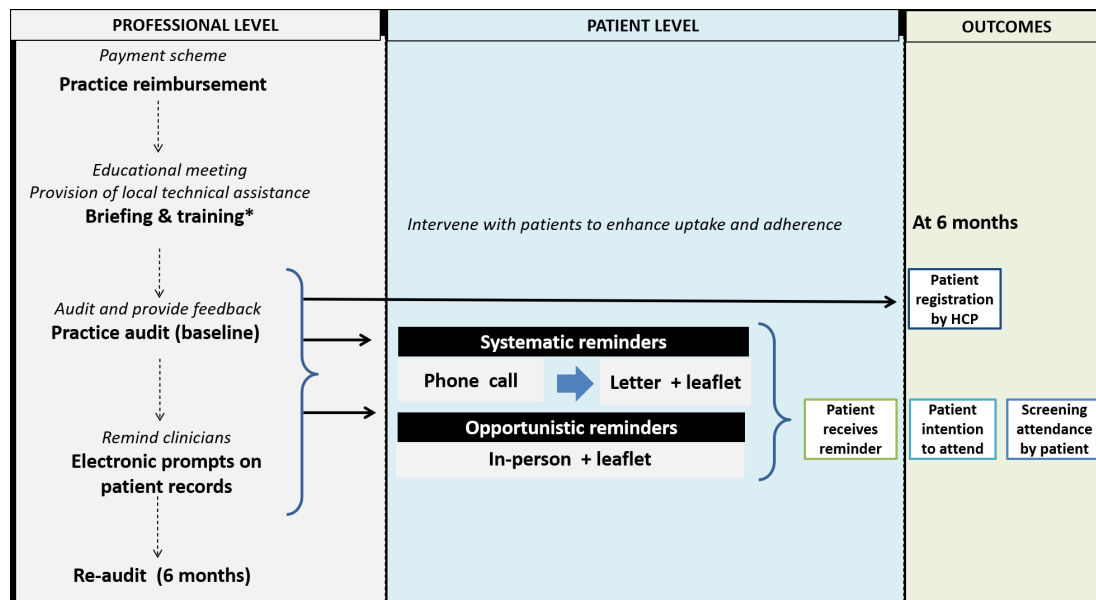 PROFESSIONAL LEVEL
Payment scheme
Practice reimbursement
Educational meeting
Provision of local technical assistance
Briefing & training*
Audit and provide feedback
Practice audit (baseline)
Remind clinicians
Electronic prompts on
patient records
Re-audit (6 months)
PATIENT LEVEL
Intervene with patients to enhance uptake and adherence
Systematic reminders
Phone call
Letter + leaflet
Opportunistic reminders
In-person + leaflet
Patient
receives
reminder
OUTCOMES
At 6 months
Patient
registration
by HCP
Patient
intention
to attend
Screening
attendance
by patient